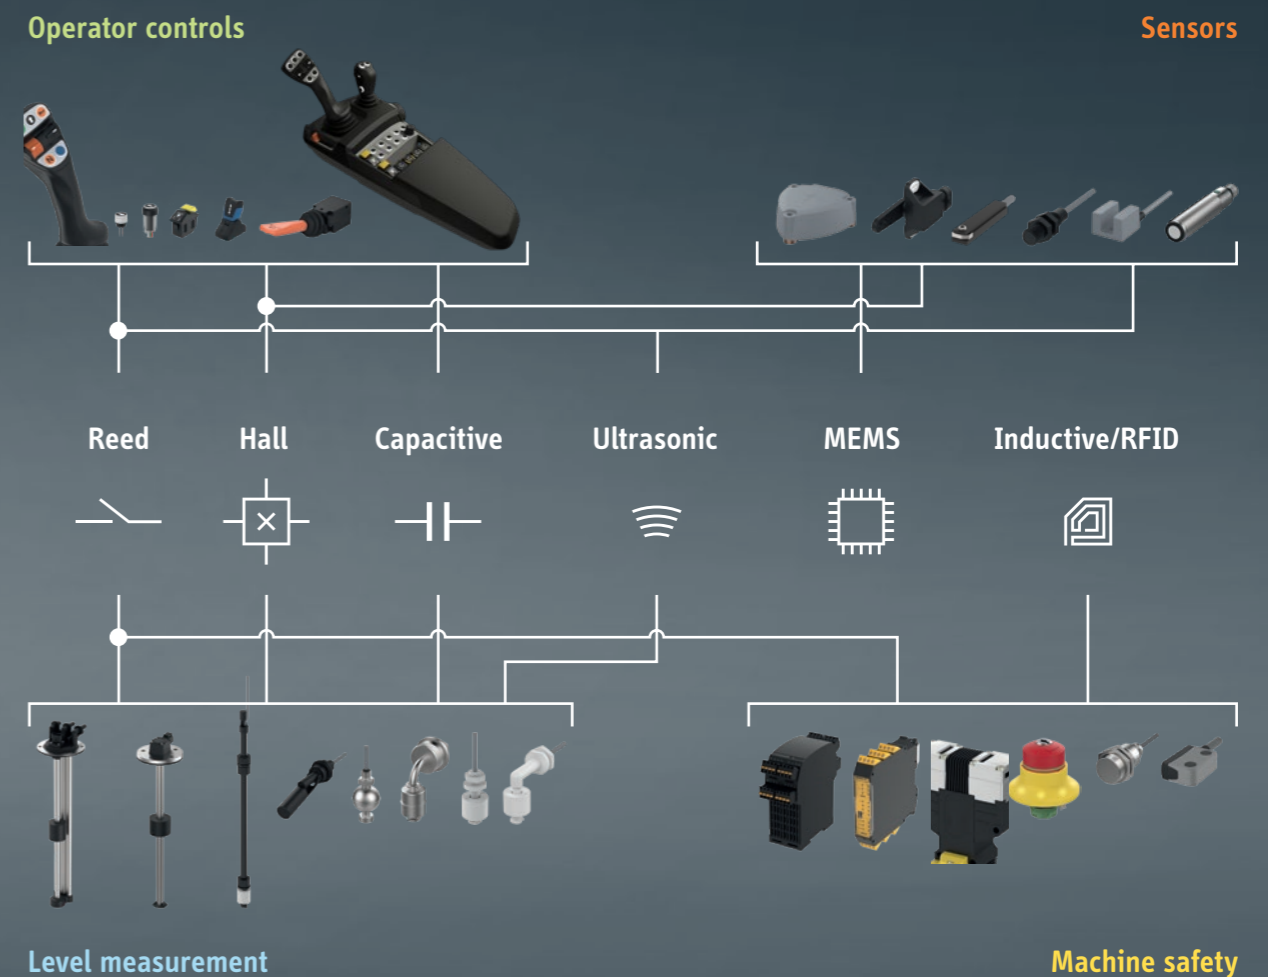 Operator controls
Sensors
Reed
Hall
Capacitive
Ultrasonic
MEMS
Inductive/RFID
Level measurement
Machine safety